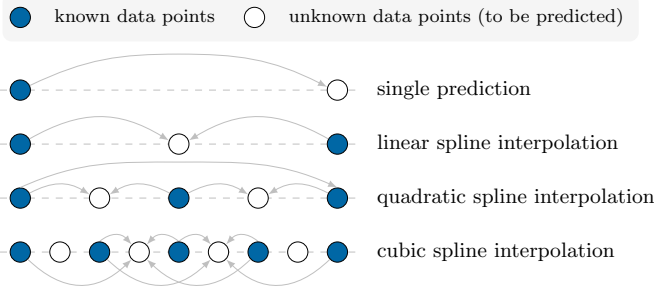 known data points unknown data points (to be predicted)
single prediction
linear spline interpolation
quadratic spline interpolation
cubic spline interpolation